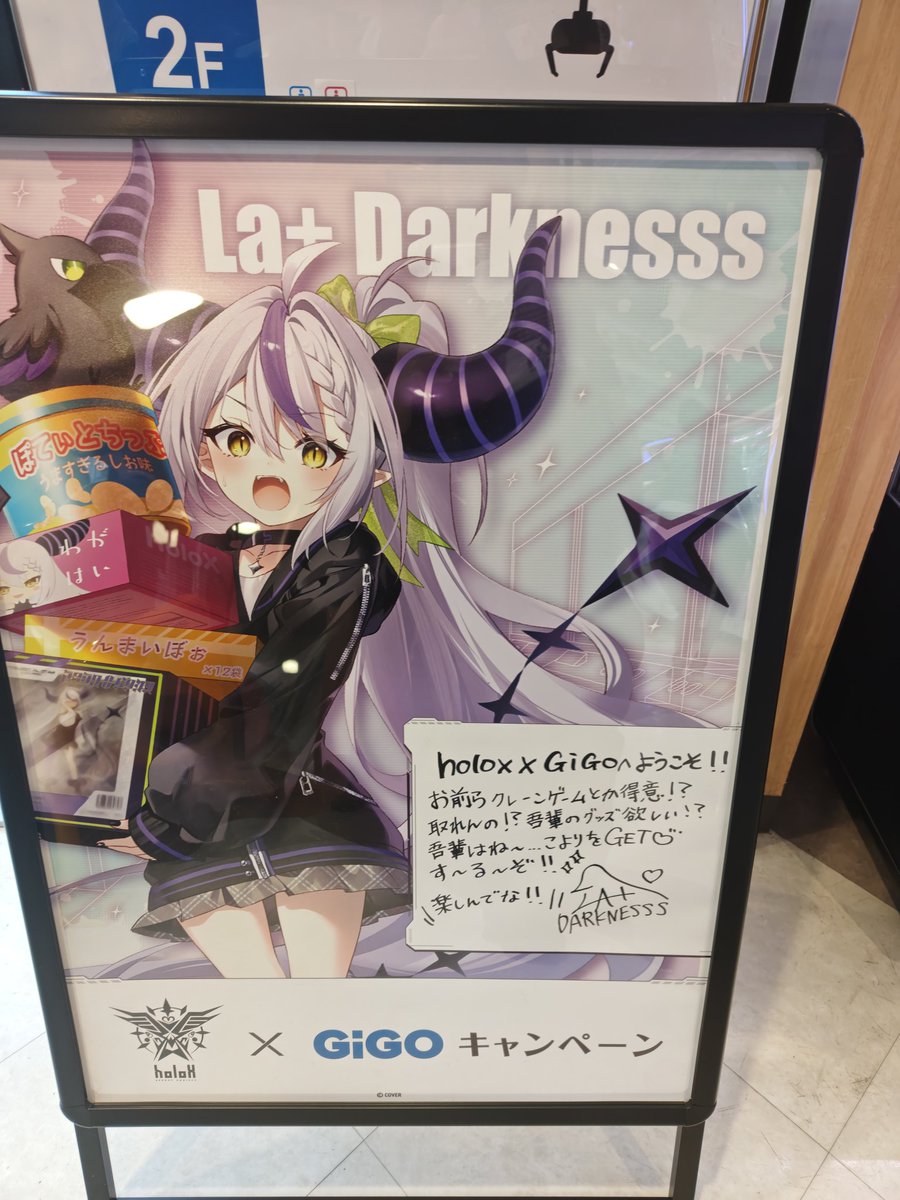 2F
La+ Darknesss
ぽてぃとちっぷ
うますぎるしお味
わが
はい
holoX
うんまいぼぉ
×12袋
holoX x GiGOへようこそ!!
お前らクレーンゲームとか得意!?
取れんの!?吾輩のグッズ欲しい!?
吾輩はね〜…こよりをGET
す〜る〜ぞ!!
楽しんでな!!
LA+
DARKNESSS
holoX
× GiGO キャンペーン
© COVER